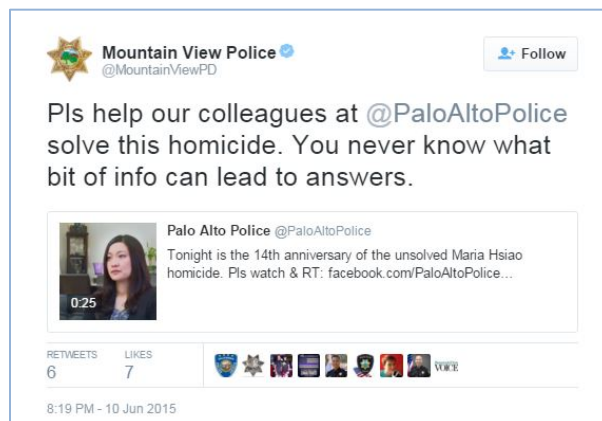 Mountain View Police
@MountainViewPD
Follow
Pls help our colleagues at @PaloAltoPolice
solve this homicide. You never know what
bit of info can lead to answers.
Palo Alto Police @PaloAltoPolice
Tonight is the 14th anniversary of the unsolved Maria Hsiao
homicide. Pls watch & RT: facebook.com/PaloAltoPolice...
0:25
RETWEETS LIKES
6 7
VOICE
8:19 PM - 10 Jun 2015